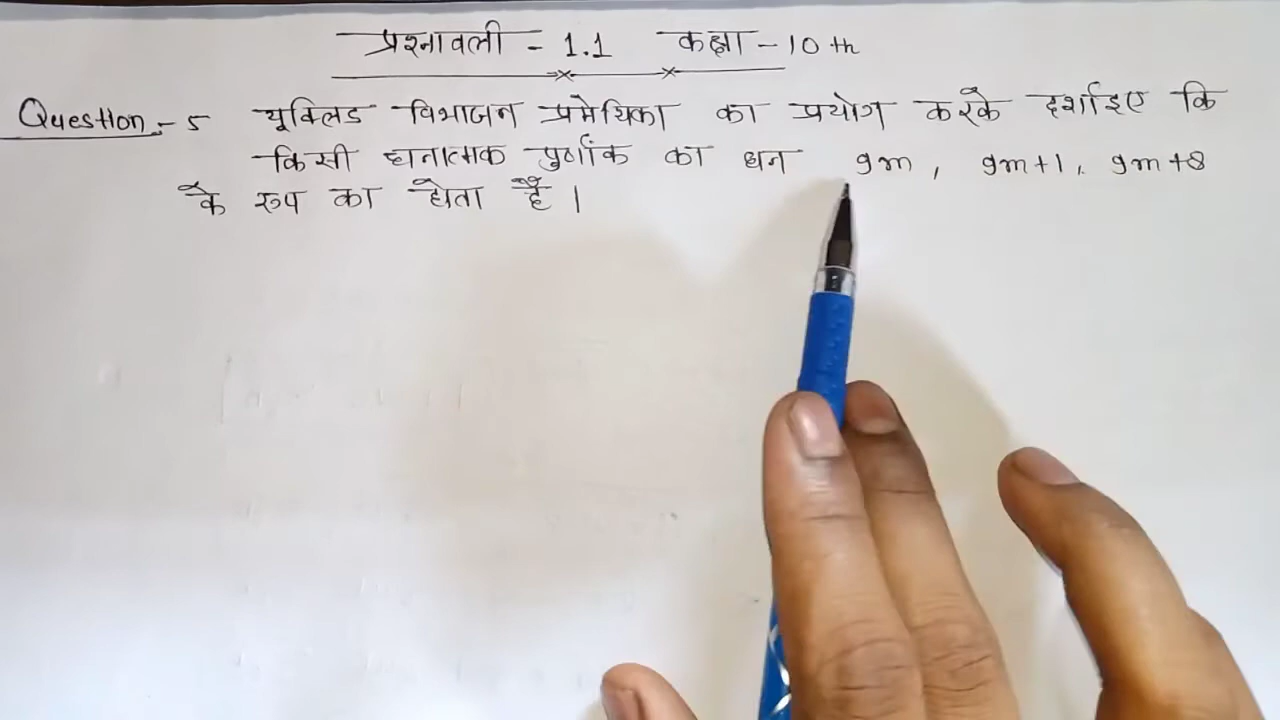 प्रश्नावली - 1.1 कक्षा - 10 th
Question - 5 यूक्लिड विभाजन प्रमेयिका का प्रयोग करके दर्शाइए कि
किसी धनात्मक पुर्णांक का घन 9m, 9m+1, 9m+8
के रूप का होता है ।